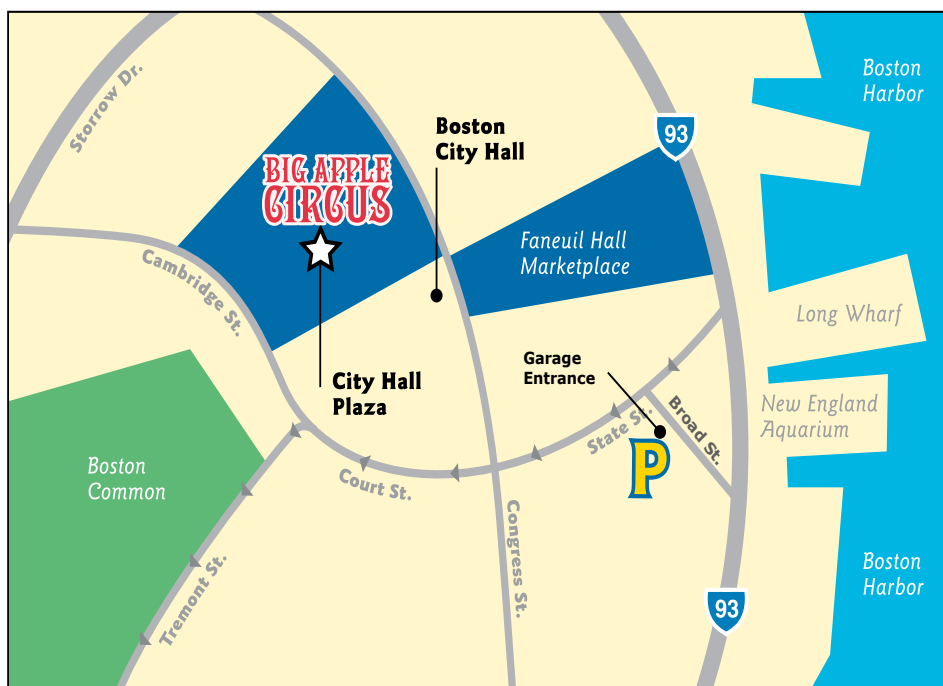 Boston
Harbor
Storrow Dr.
93
Boston
City Hall
BIG APPLE
CIRCUS
Faneuil Hall
Marketplace
Cambridge St.
Long Wharf
Garage
Entrance
City Hall
Plaza
New England
Aquarium
Broad St.
State St.
P
Boston
Common
Court St.
Congress St.
Boston
Harbor
Tremont St.
93